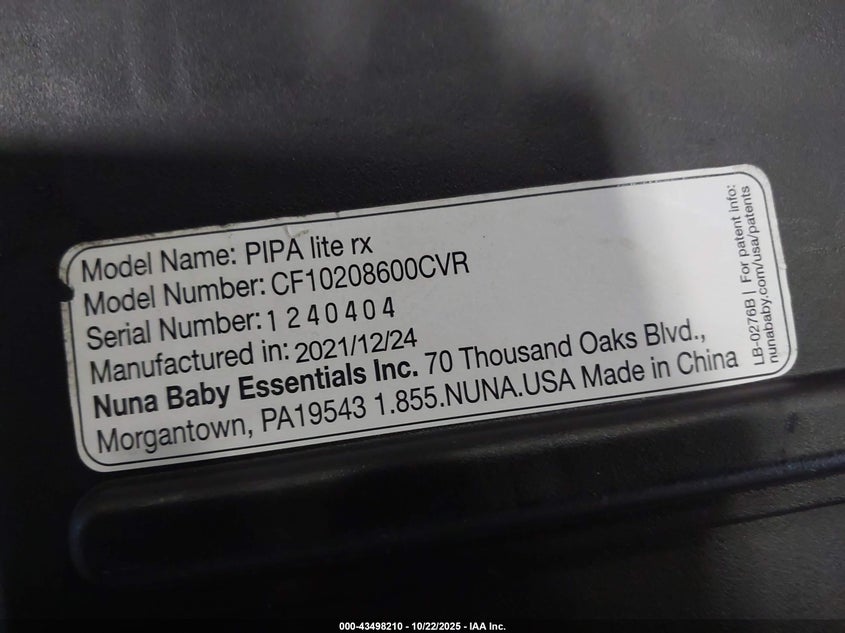 Model Name: PIPA lite rx
Model Number: CF10208600CVR
Serial Number: 1 2 4 0 4 0 4
Manufactured in: 2021/12/24
Nuna Baby Essentials Inc. 70 Thousand Oaks Blvd.,
Morgantown, PA19543 1.855.NUNA.USA Made in China
LB-0276B | For patent info:
nunababy.com/usa/patents
000-43498210 - 10/22/2025 - IAA Inc.